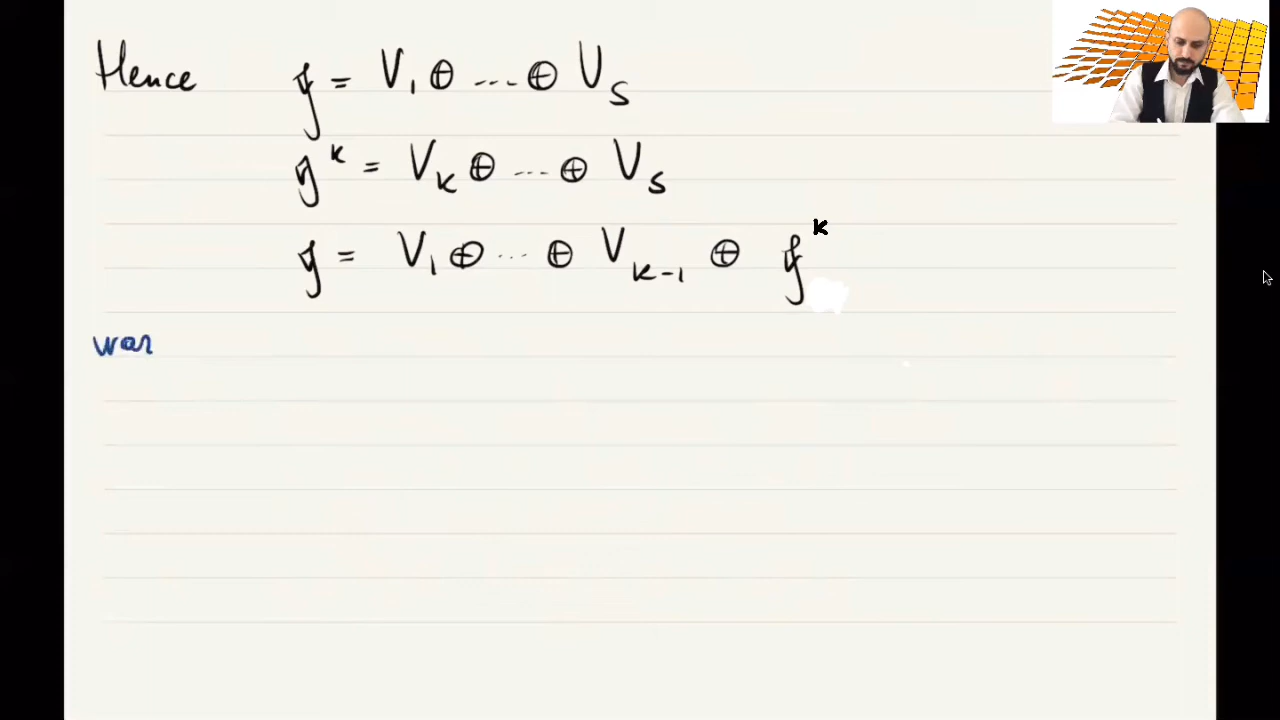 Hence g = V₁ ⊕ ... ⊕ Vₛ
gᵏ = Vₖ ⊕ ... ⊕ Vₛ
g = V₁ ⊕ ... ⊕ Vₖ₋₁ ⊕ gᵏ
war